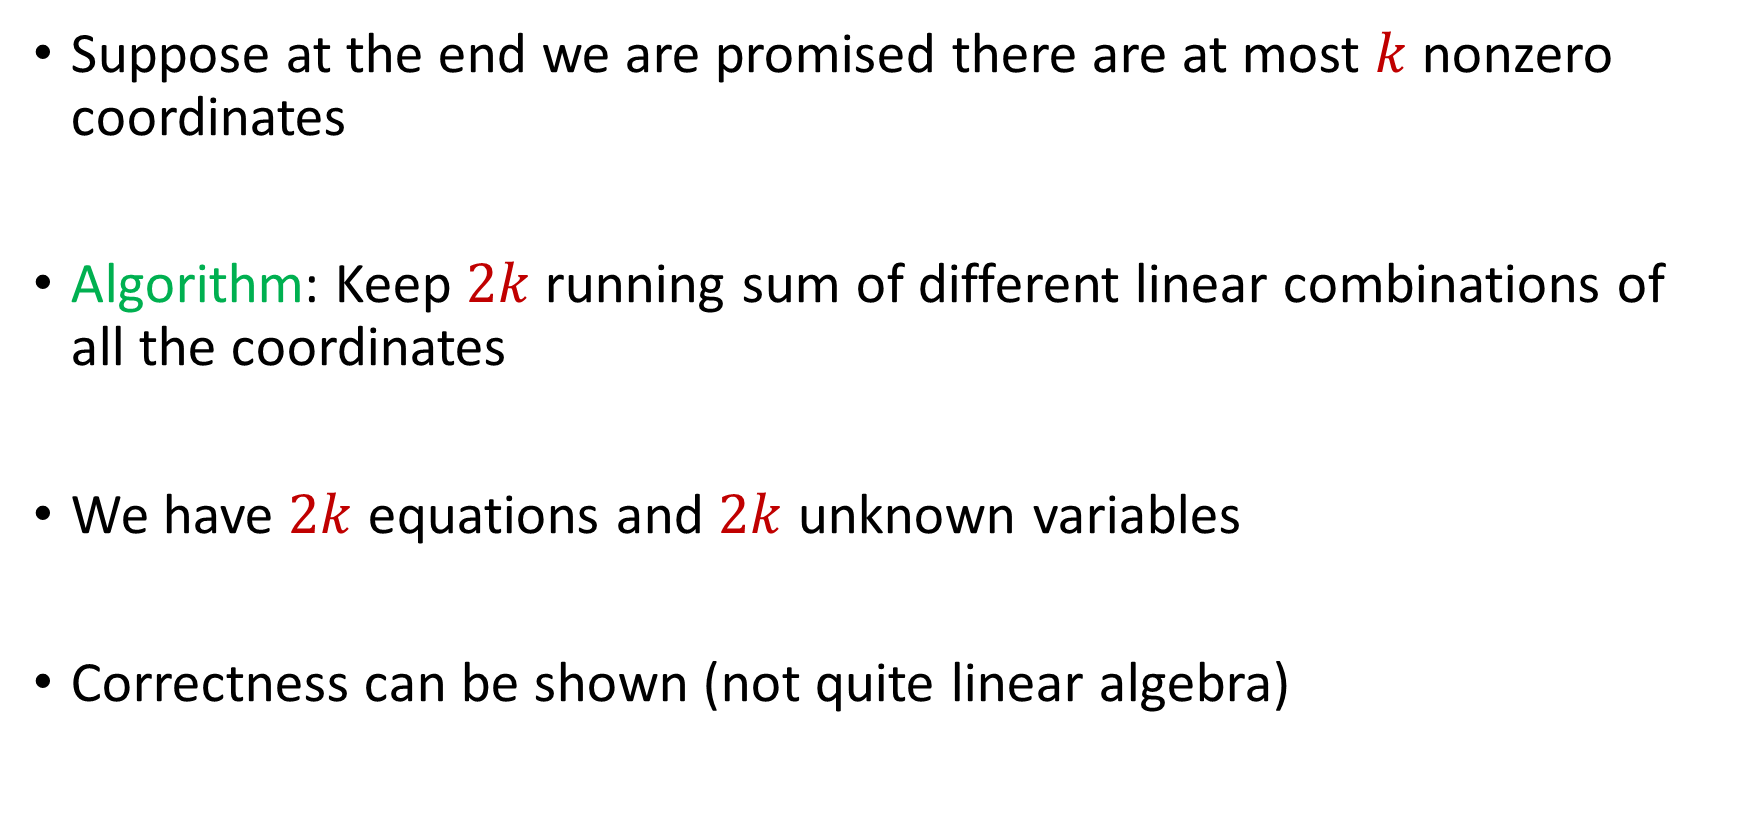 • Suppose at the end we are promised there are at most k nonzero
coordinates
• Algorithm: Keep 2k running sum of different linear combinations of
all the coordinates
• We have 2k equations and 2k unknown variables
• Correctness can be shown (not quite linear algebra)